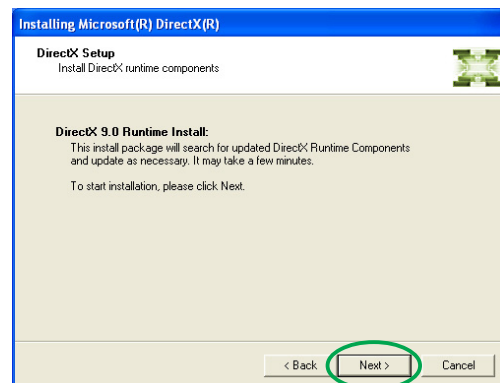 Installing Microsoft(R) DirectX(R)
DirectX Setup
Install DirectX runtime components
DirectX 9.0 Runtime Install:
This install package will search for updated DirectX Runtime Components
and update as necessary. It may take a few minutes.
To start installation, please click Next.
< Back
Next >
Cancel